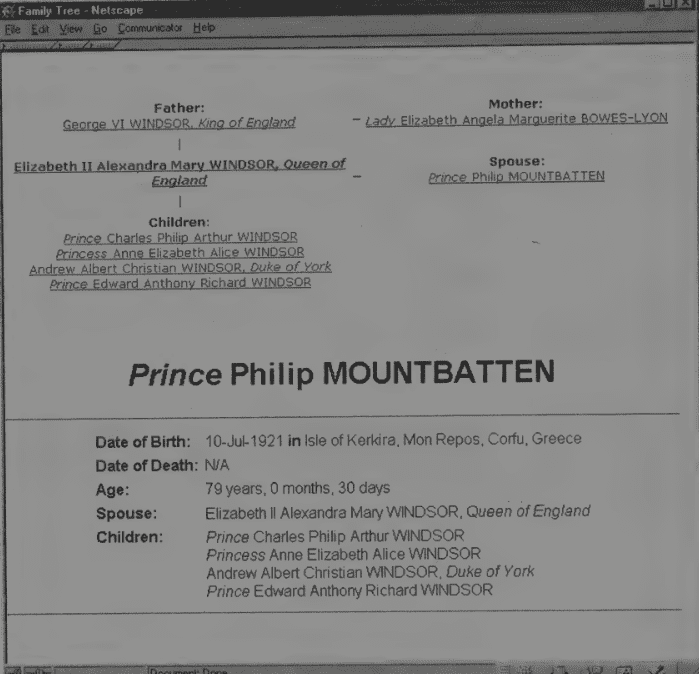 Family Tree - Netscape
File Edit View Go Communicator Help
Father:
George VI WINDSOR, King of England
Mother:
– Lady Elizabeth Angela Marguerite BOWES-LYON
|
Elizabeth II Alexandra Mary WINDSOR, Queen of
England
Spouse:
– Prince Philip MOUNTBATTEN
|
Children:
Prince Charles Philip Arthur WINDSOR
Princess Anne Elizabeth Alice WINDSOR
Andrew Albert Christian WINDSOR, Duke of York
Prince Edward Anthony Richard WINDSOR
Prince Philip MOUNTBATTEN
Date of Birth: 10-Jul-1921 in Isle of Kerkira, Mon Repos, Corfu, Greece
Date of Death: N/A
Age: 79 years, 0 months, 30 days
Spouse: Elizabeth II Alexandra Mary WINDSOR, Queen of England
Children: Prince Charles Philip Arthur WINDSOR
Princess Anne Elizabeth Alice WINDSOR
Andrew Albert Christian WINDSOR, Duke of York
Prince Edward Anthony Richard WINDSOR
Document: Done